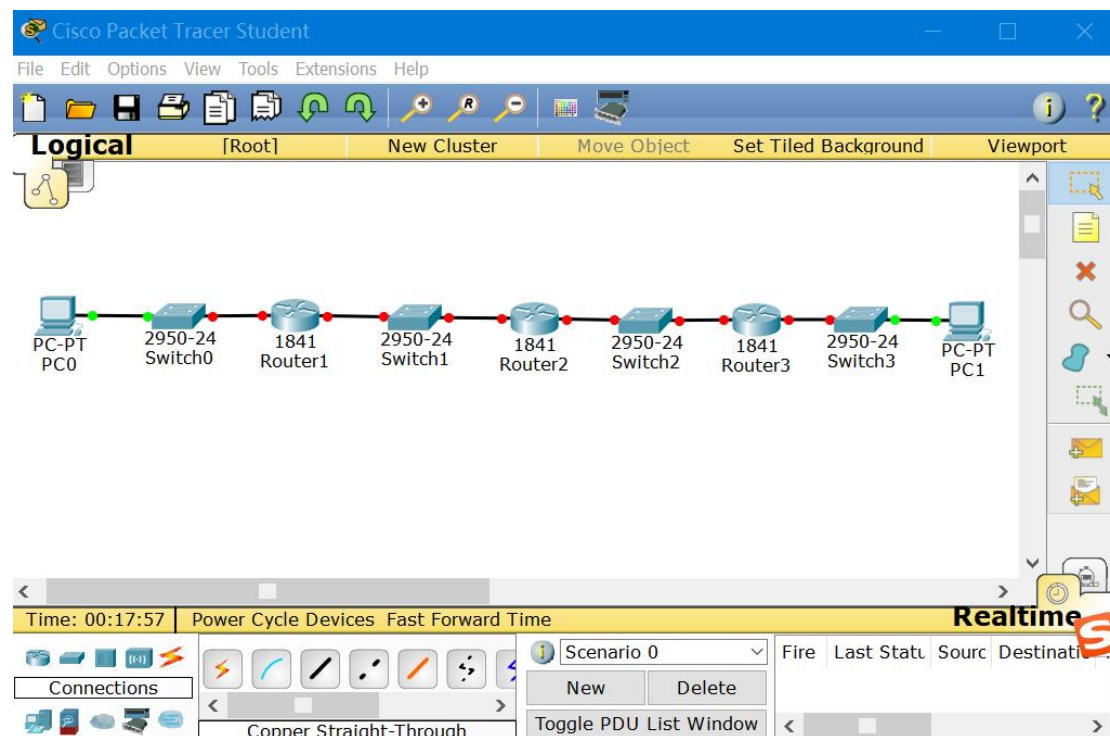 Cisco Packet Tracer Student
File Edit Options View Tools Extensions Help
Logical [Root] New Cluster Move Object Set Tiled Background Viewport
PC-PT
PC0
2950-24
Switch0
1841
Router1
2950-24
Switch1
1841
Router2
2950-24
Switch2
1841
Router3
2950-24
Switch3
PC-PT
PC1
Time: 00:17:57 Power Cycle Devices Fast Forward Time Realtime
Connections
Copper Straight-Through
Scenario 0
New Delete
Toggle PDU List Window
Fire Last Statu Sourc Destinatio